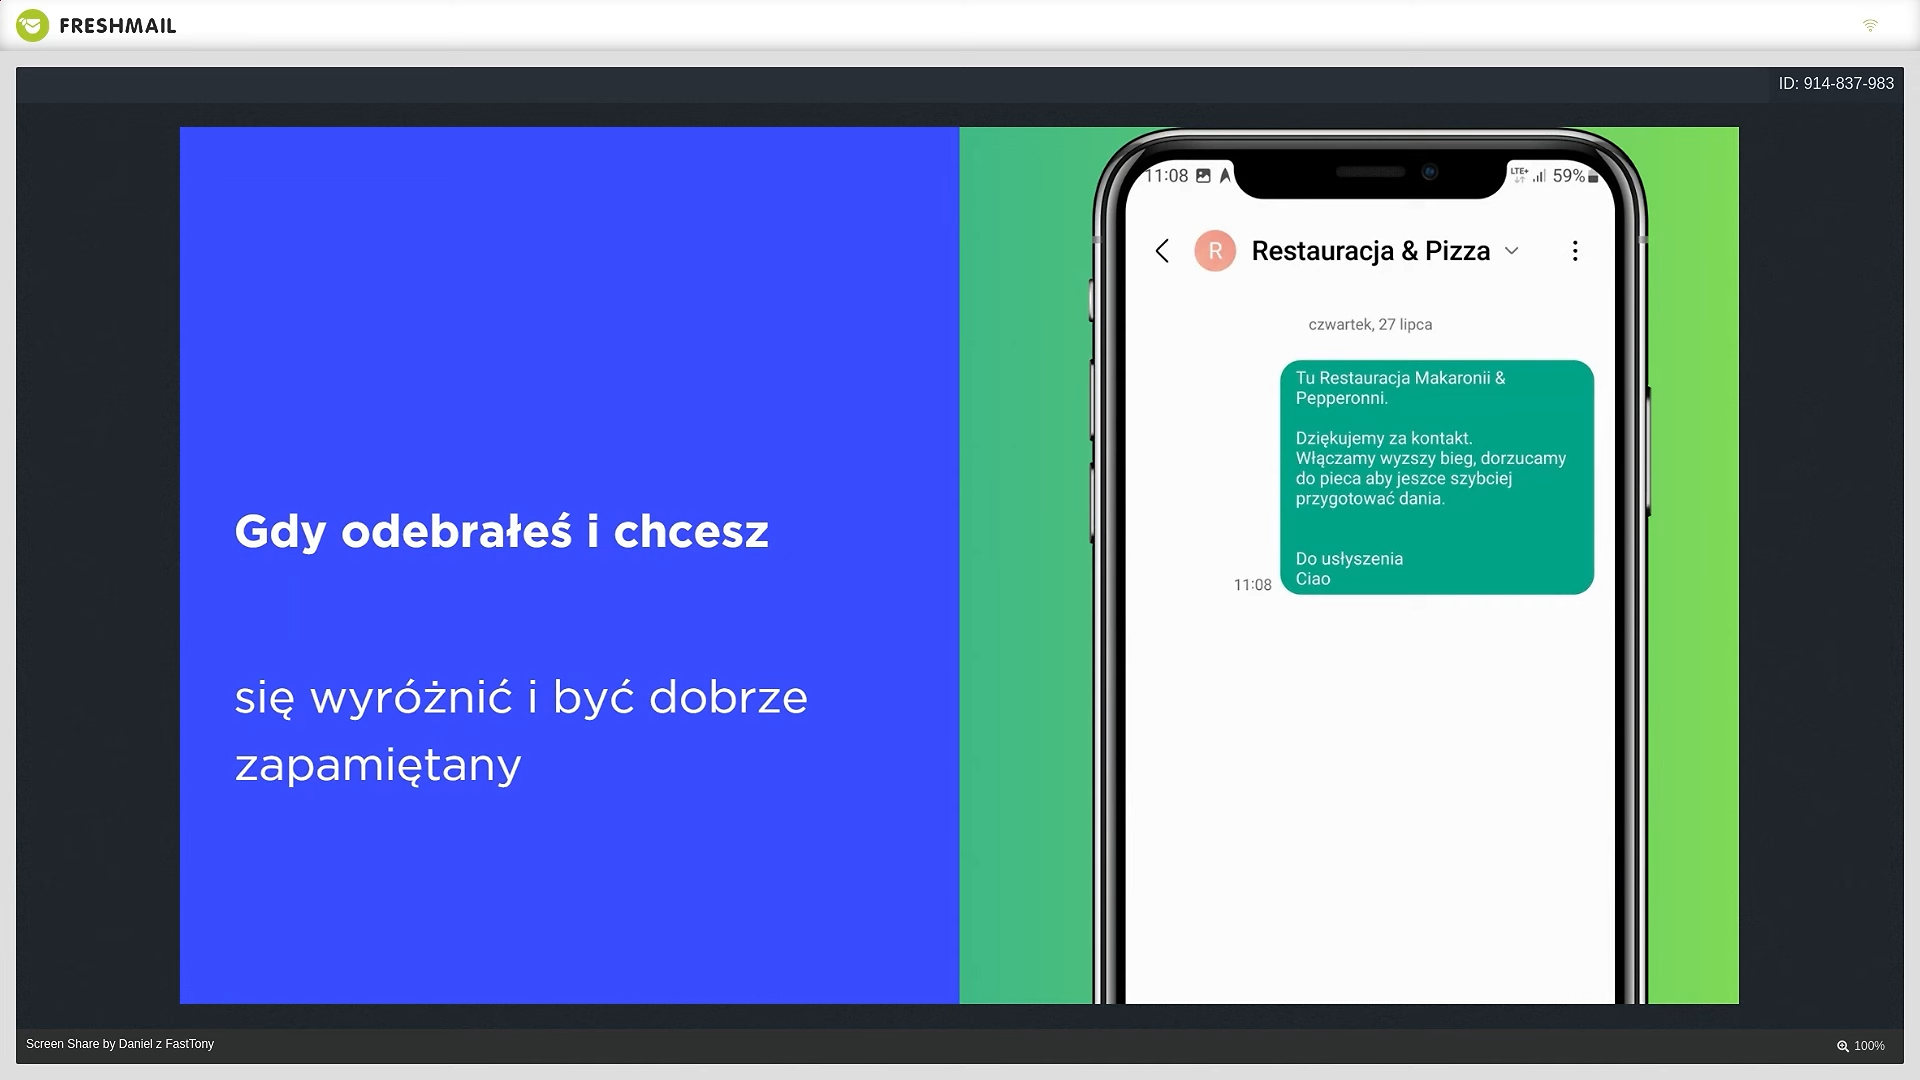 FRESHMAIL
ID: 914-837-983
Gdy odebrałeś i chcesz
się wyróżnić i być dobrze
zapamiętany
11:08
LTE+
59%
R
Restauracja & Pizza
czwartek, 27 lipca
Tu Restauracja Makaronii &
Pepperonni.
Dziękujemy za kontakt.
Włączamy wyzszy bieg, dorzucamy
do pieca aby jeszce szybciej
przygotować dania.
Do usłyszenia
Ciao
11:08
Screen Share by Daniel z FastTony
100%